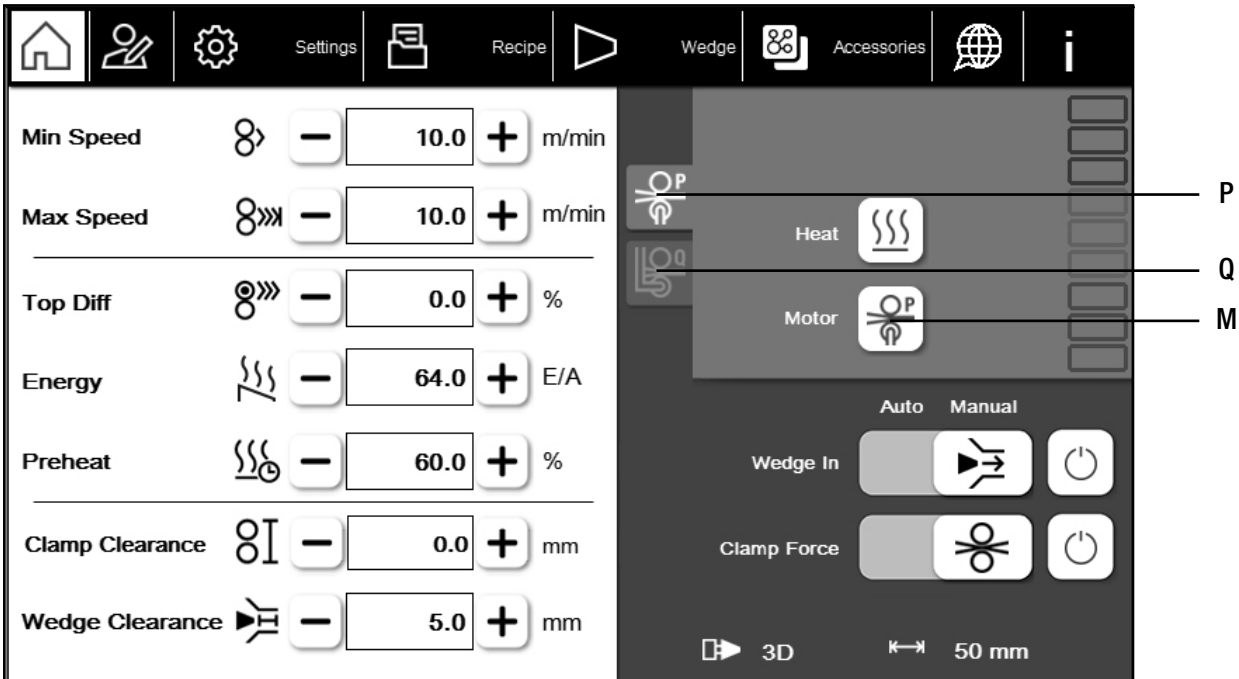 Settings
Recipe
Wedge
Accessories
i
Min Speed 10.0 m/min
Max Speed 10.0 m/min
Top Diff 0.0 %
Energy 64.0 E/A
Preheat 60.0 %
Clamp Clearance 0.0 mm
Wedge Clearance 5.0 mm
P
Q
Heat
Motor P
Auto Manual
Wedge In
Clamp Force
3D 50 mm
P
Q
M